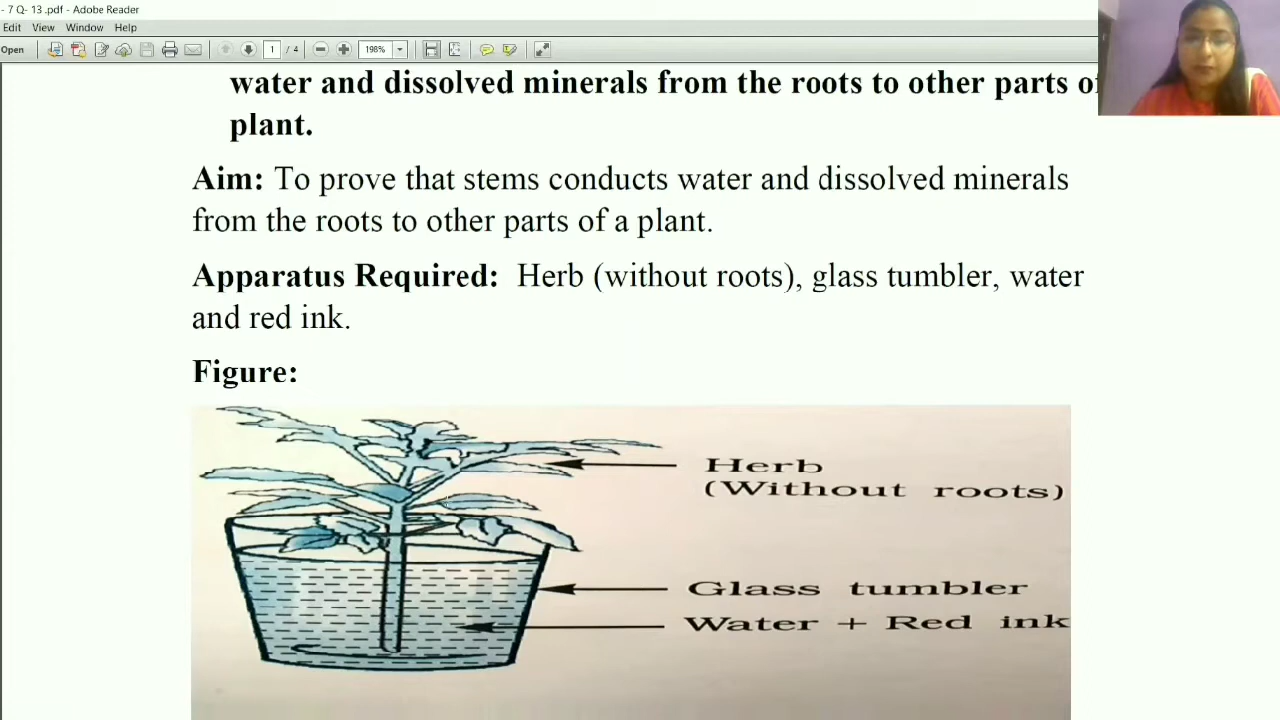 - 7 Q- 13 .pdf - Adobe Reader
Edit View Window Help
Open 1 / 4 198%
water and dissolved minerals from the roots to other parts of
plant.
Aim: To prove that stems conducts water and dissolved minerals
from the roots to other parts of a plant.
Apparatus Required: Herb (without roots), glass tumbler, water
and red ink.
Figure:
Herb
(Without roots)
Glass tumbler
Water + Red ink